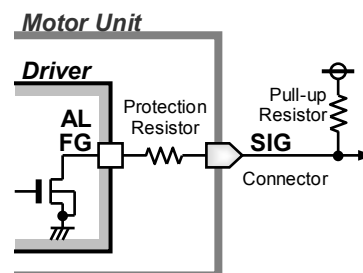 Motor Unit
Driver
AL
FG
Protection
Resistor
SIG
Connector
Pull-up
Resistor